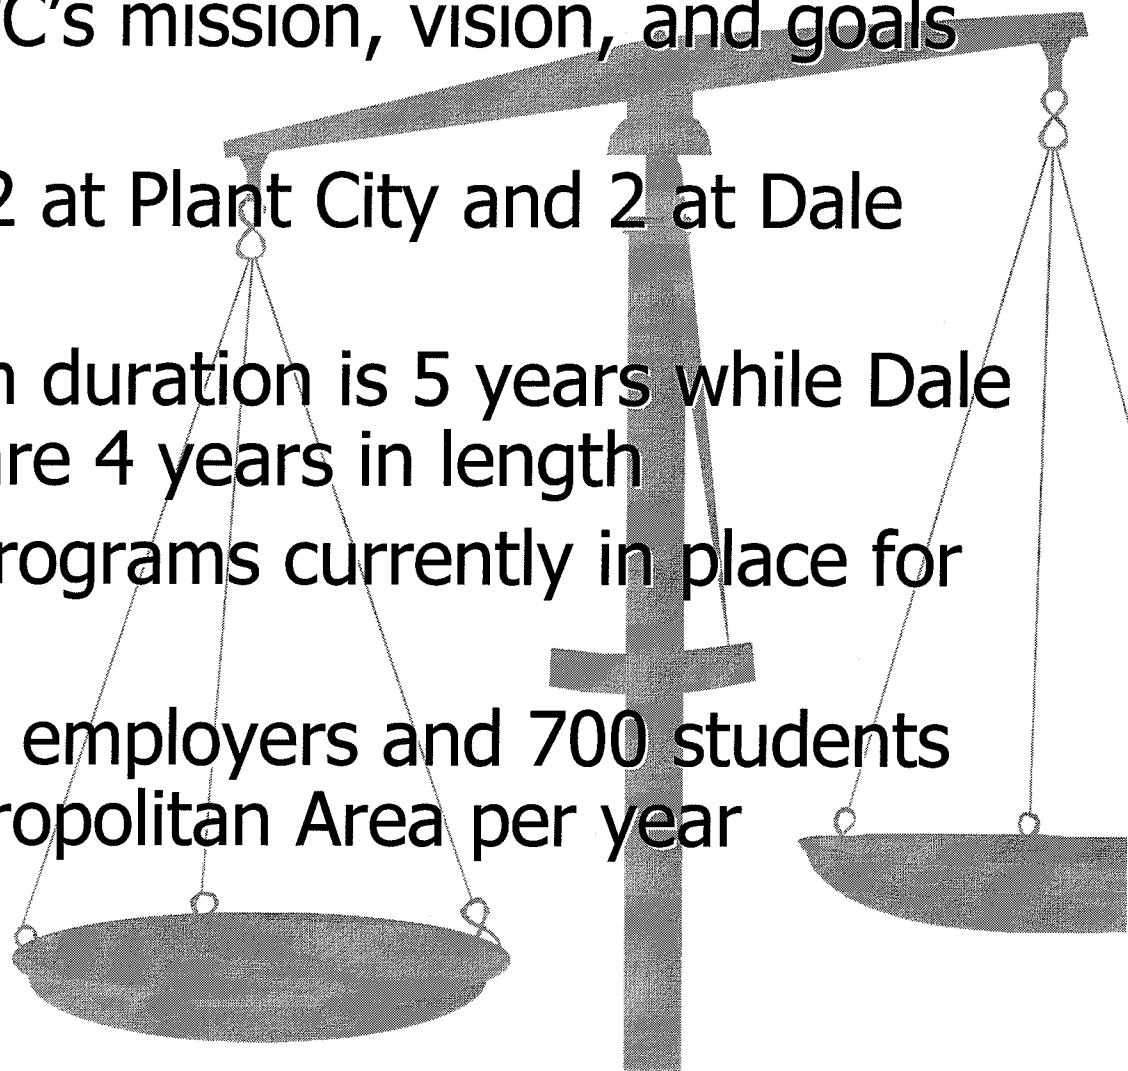 C's mission, vision, and goals
2 at Plant City and 2 at Dale
duration is 5 years while Dale
are 4 years in length
rograms currently in place for
employers and 700 students
ropolitan Area per year